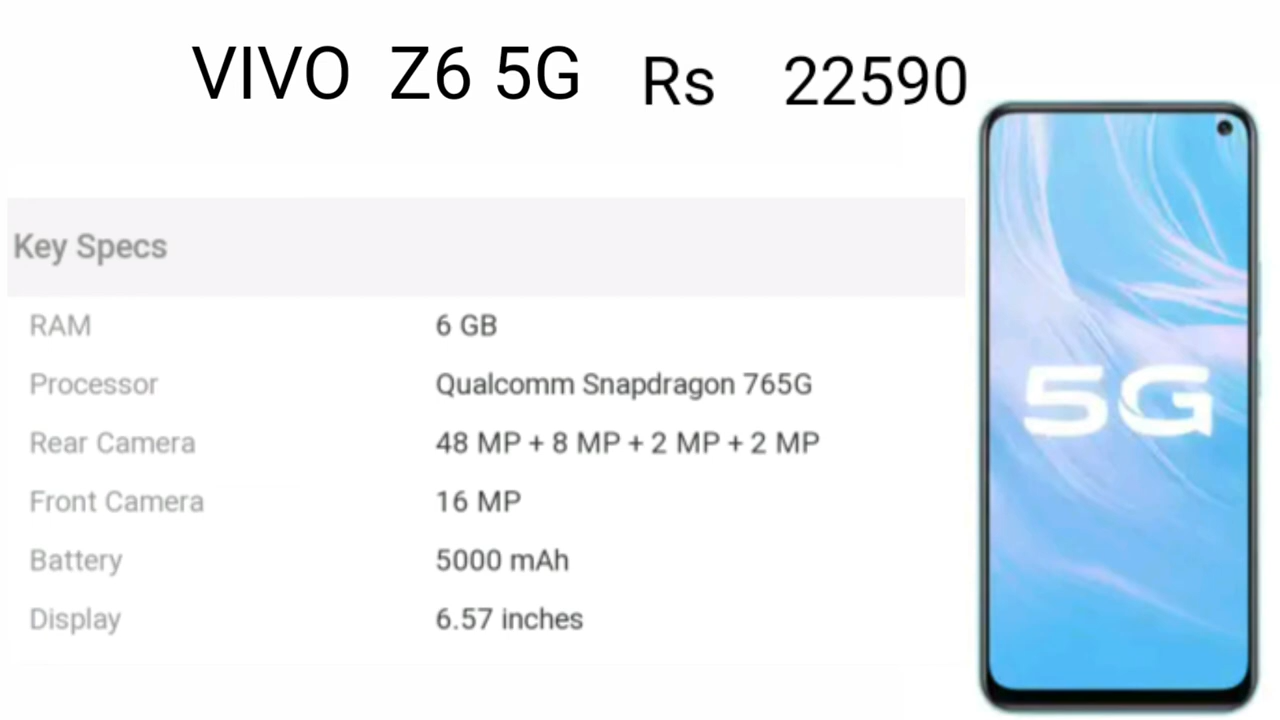 VIVO Z6 5G Rs 22590
Key Specs
RAM 6 GB
Processor Qualcomm Snapdragon 765G
Rear Camera 48 MP + 8 MP + 2 MP + 2 MP
Front Camera 16 MP
Battery 5000 mAh
Display 6.57 inches
5G